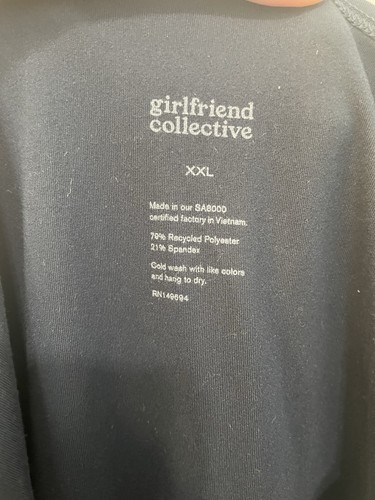 girlfriend
collective
XXL
Made in our SA8000
certified factory in Vietnam.
79% Recycled Polyester
21% Spandex
Cold wash with like colors
and hang to dry.
RN149694